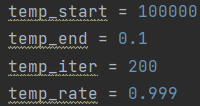 temp_start = 100000
temp_end = 0.1
temp_iter = 200
temp_rate = 0.999